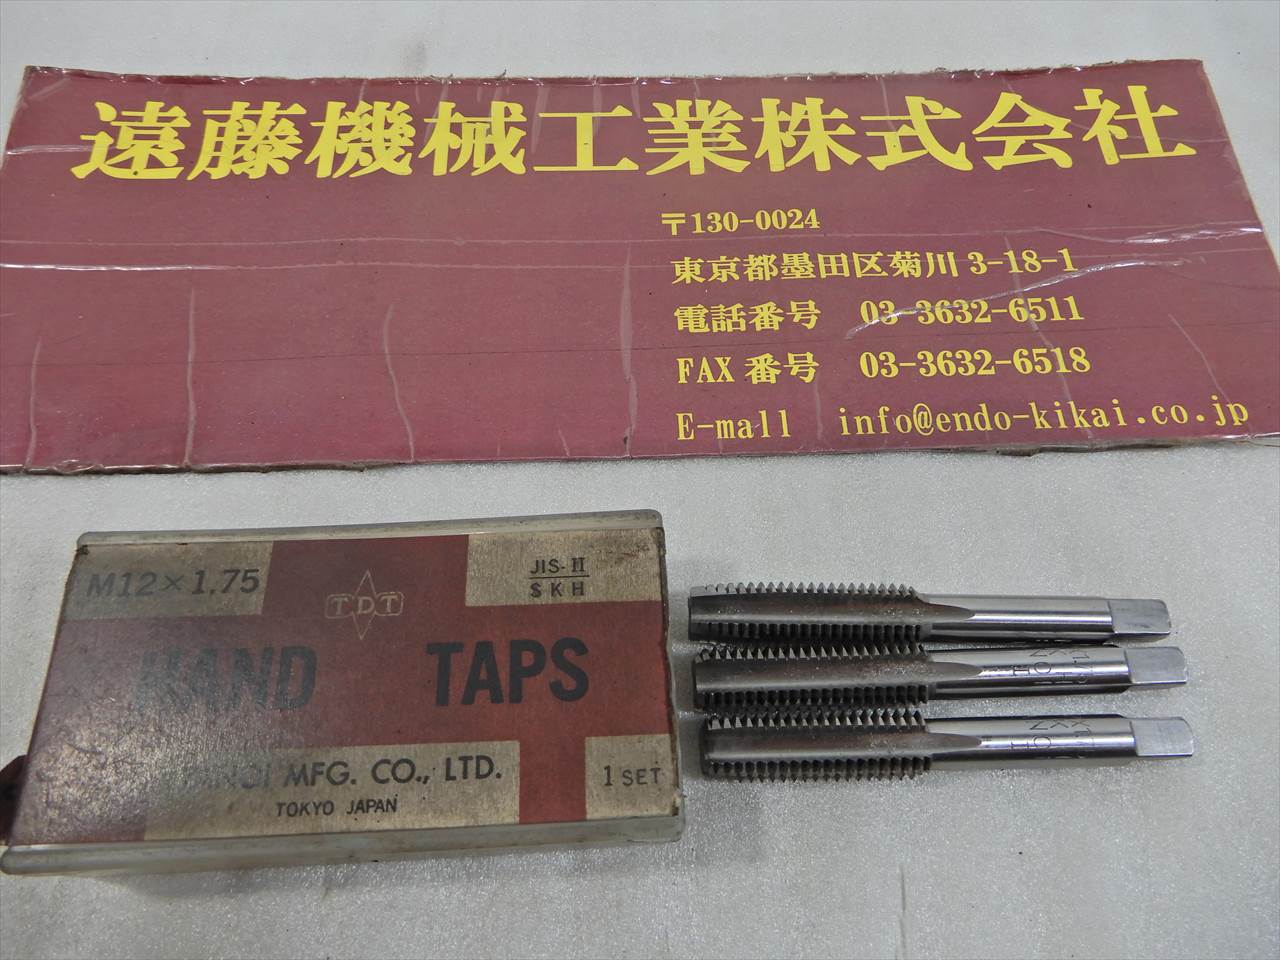 遠藤機械工業株式会社
〒130-0024
東京都墨田区菊川 3-18-1
電話番号 03-3632-6511
FAX 番号 03-3632-6518
E-mall info@endo-kikai.co.jp
M12×1.75
JIS-II
SKH
TDT
HAND TAPS
MFG. CO., LTD.
1 SET
TOKYO JAPAN